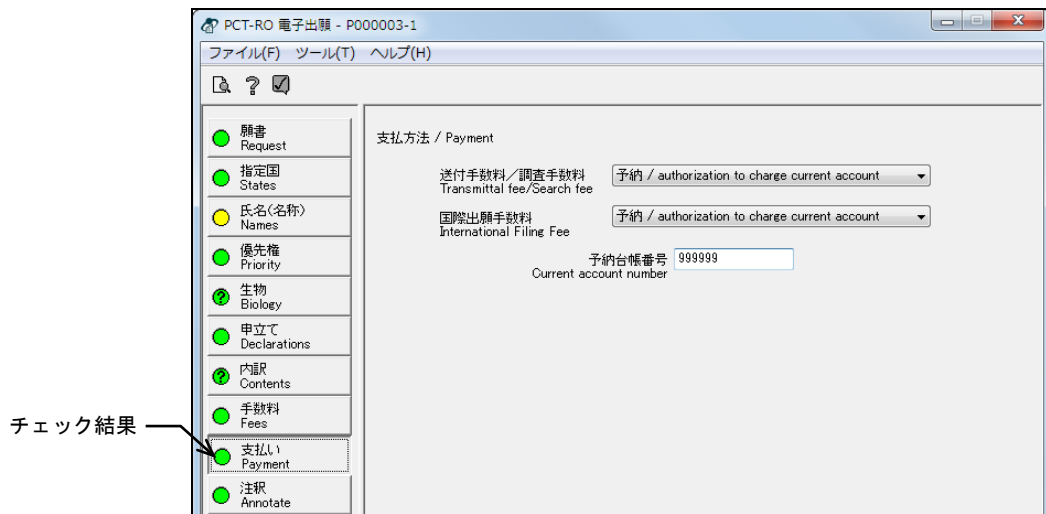 PCT-RO 電子出願 - P000003-1
ファイル(F) ツール(T) ヘルプ(H)
願書
Request
指定国
States
氏名(名称)
Names
優先権
Priority
生物
Biology
申立て
Declarations
内訳
Contents
手数料
Fees
支払い
Payment
注釈
Annotate
チェック結果
支払方法 / Payment
送付手数料／調査手数料
Transmittal fee/Search fee
予納 / authorization to charge current account
国際出願手数料
International Filing Fee
予納 / authorization to charge current account
予納台帳番号
Current account number
999999